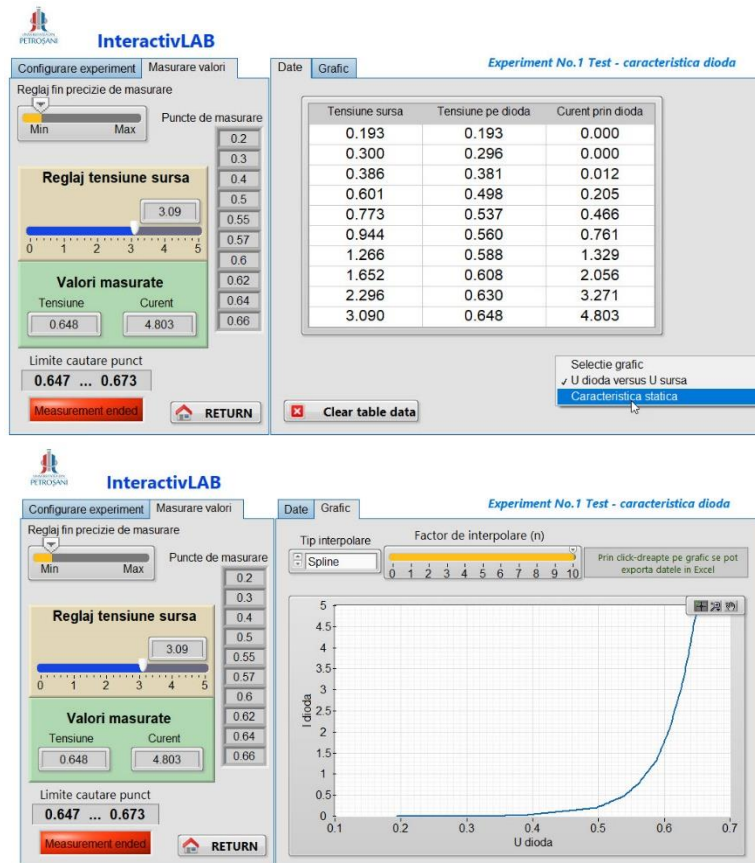 PETROȘANI
InteractivLAB
Configurare experiment Masurare valori
Reglaj fin precizie de masurare
Min Max
Puncte de masurare
0.2
0.3
0.4
0.5
0.55
0.57
0.6
0.62
0.64
0.66
Reglaj tensiune sursa
3.09
0 1 2 3 4 5
Valori masurate
Tensiune Curent
0.648 4.803
Limite cautare punct
0.647 ... 0.673
Measurement ended
RETURN
Date Grafic
Experiment No.1 Test - caracteristica dioda
Tensiune sursa Tensiune pe dioda Curent prin dioda
0.193 0.193 0.000
0.300 0.296 0.000
0.386 0.381 0.012
0.601 0.498 0.205
0.773 0.537 0.466
0.944 0.560 0.761
1.266 0.588 1.329
1.652 0.608 2.056
2.296 0.630 3.271
3.090 0.648 4.803
Selectie grafic
✓ U dioda versus U sursa
Caracteristica statica
Clear table data
PETROȘANI
InteractivLAB
Configurare experiment Masurare valori
Reglaj fin precizie de masurare
Min Max
Puncte de masurare
0.2
0.3
0.4
0.5
0.55
0.57
0.6
0.62
0.64
0.66
Reglaj tensiune sursa
3.09
0 1 2 3 4 5
Valori masurate
Tensiune Curent
0.648 4.803
Limite cautare punct
0.647 ... 0.673
Measurement ended
RETURN
Date Grafic
Experiment No.1 Test - caracteristica dioda
Tip interpolare
Spline
Factor de interpolare (n)
0 1 2 3 4 5 6 7 8 9 10
Prin click-dreapte pe grafic se pot
exporta datele in Excel
I dioda
5
4.5
4
3.5
3
2.5
2
1.5
1
0.5
0
0.1 0.2 0.3 0.4 0.5 0.6 0.7
U dioda